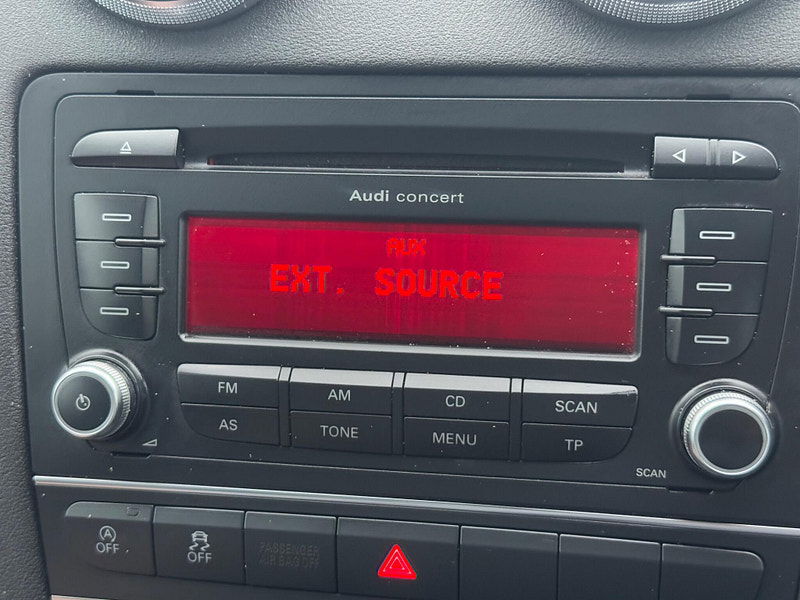 Audi concert
AUX
EXT. SOURCE
FM
AM
CD
SCAN
AS
TONE
MENU
TP
SCAN
A
OFF
OFF
PASSENGER
AIR BAG OFF